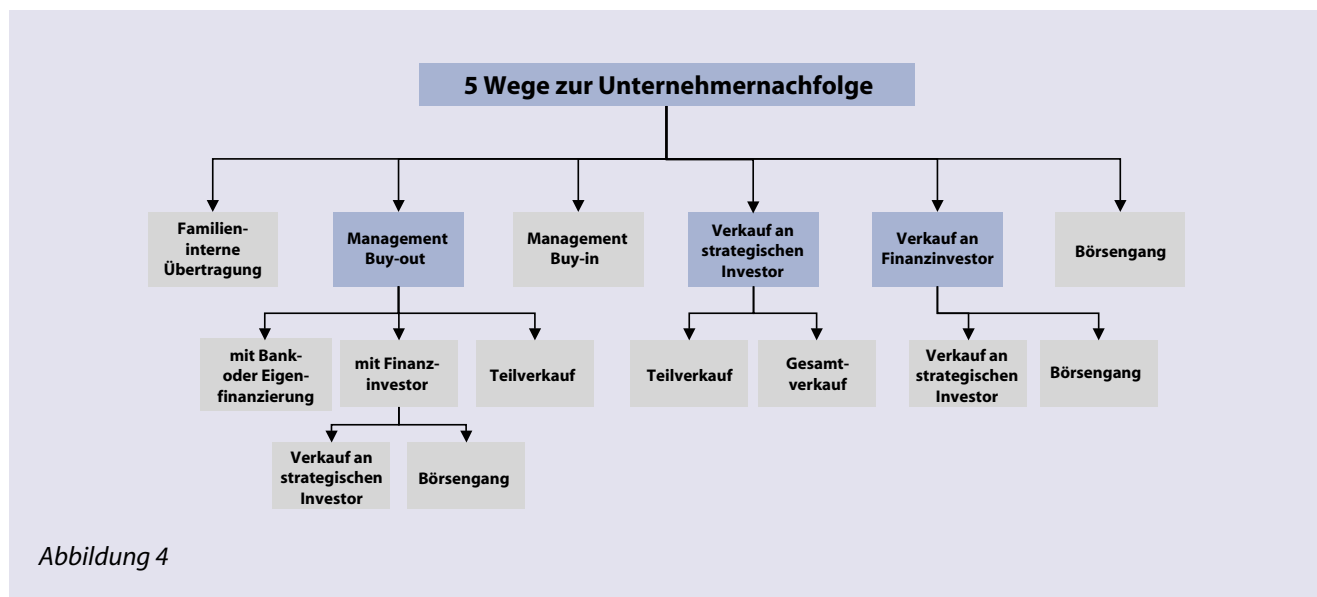 5 Wege zur Unternehmernachfolge
Familien-
interne
Übertragung
Management
Buy-out
Management
Buy-in
Verkauf an
strategischen
Investor
Verkauf an
Finanzinvestor
Börsengang
mit Bank-
oder Eigen-
finanzierung
mit Finanz-
investor
Teilverkauf
Teilverkauf
Gesamt-
verkauf
Verkauf an
strategischen
Investor
Börsengang
Verkauf an
strategischen
Investor
Börsengang
Abbildung 4